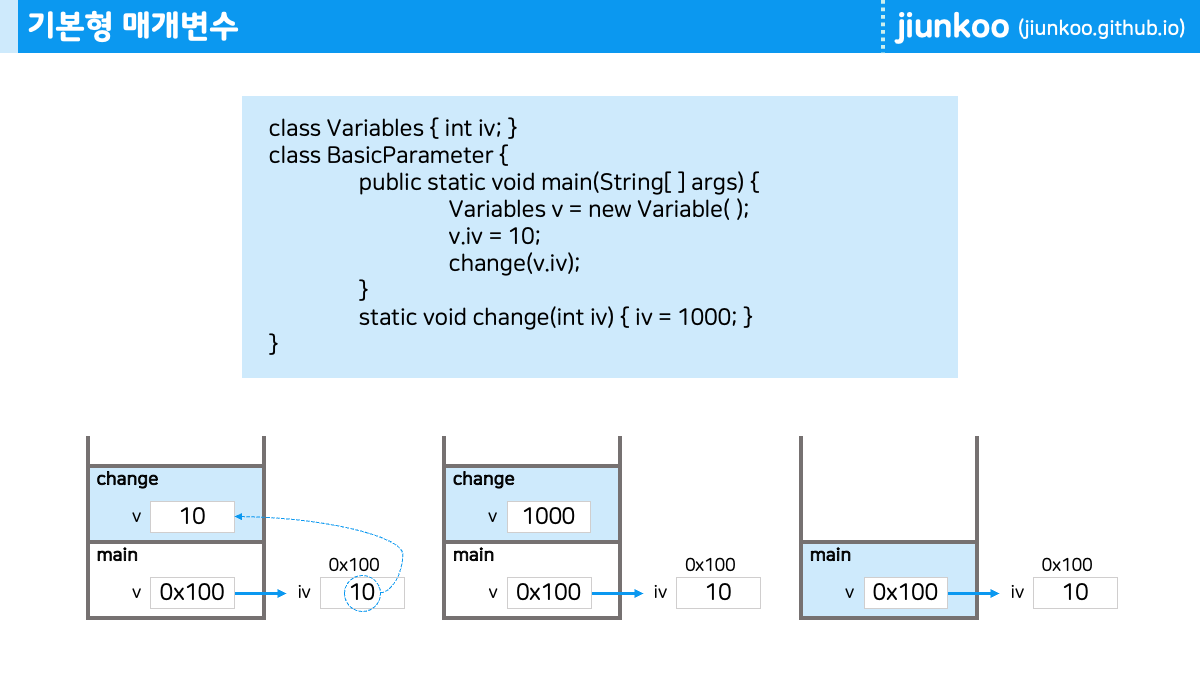 기본형 매개변수
jiunkoo (jiunkoo.github.io)
class Variables { int iv; }
class BasicParameter {
public static void main(String[ ] args) {
Variables v = new Variable( );
v.iv = 10;
change(v.iv);
}
static void change(int iv) { iv = 1000; }
}
change
v 10
main
0x100
v 0x100 iv 10
change
v 1000
main
0x100
v 0x100 iv 10
main
0x100
v 0x100 iv 10